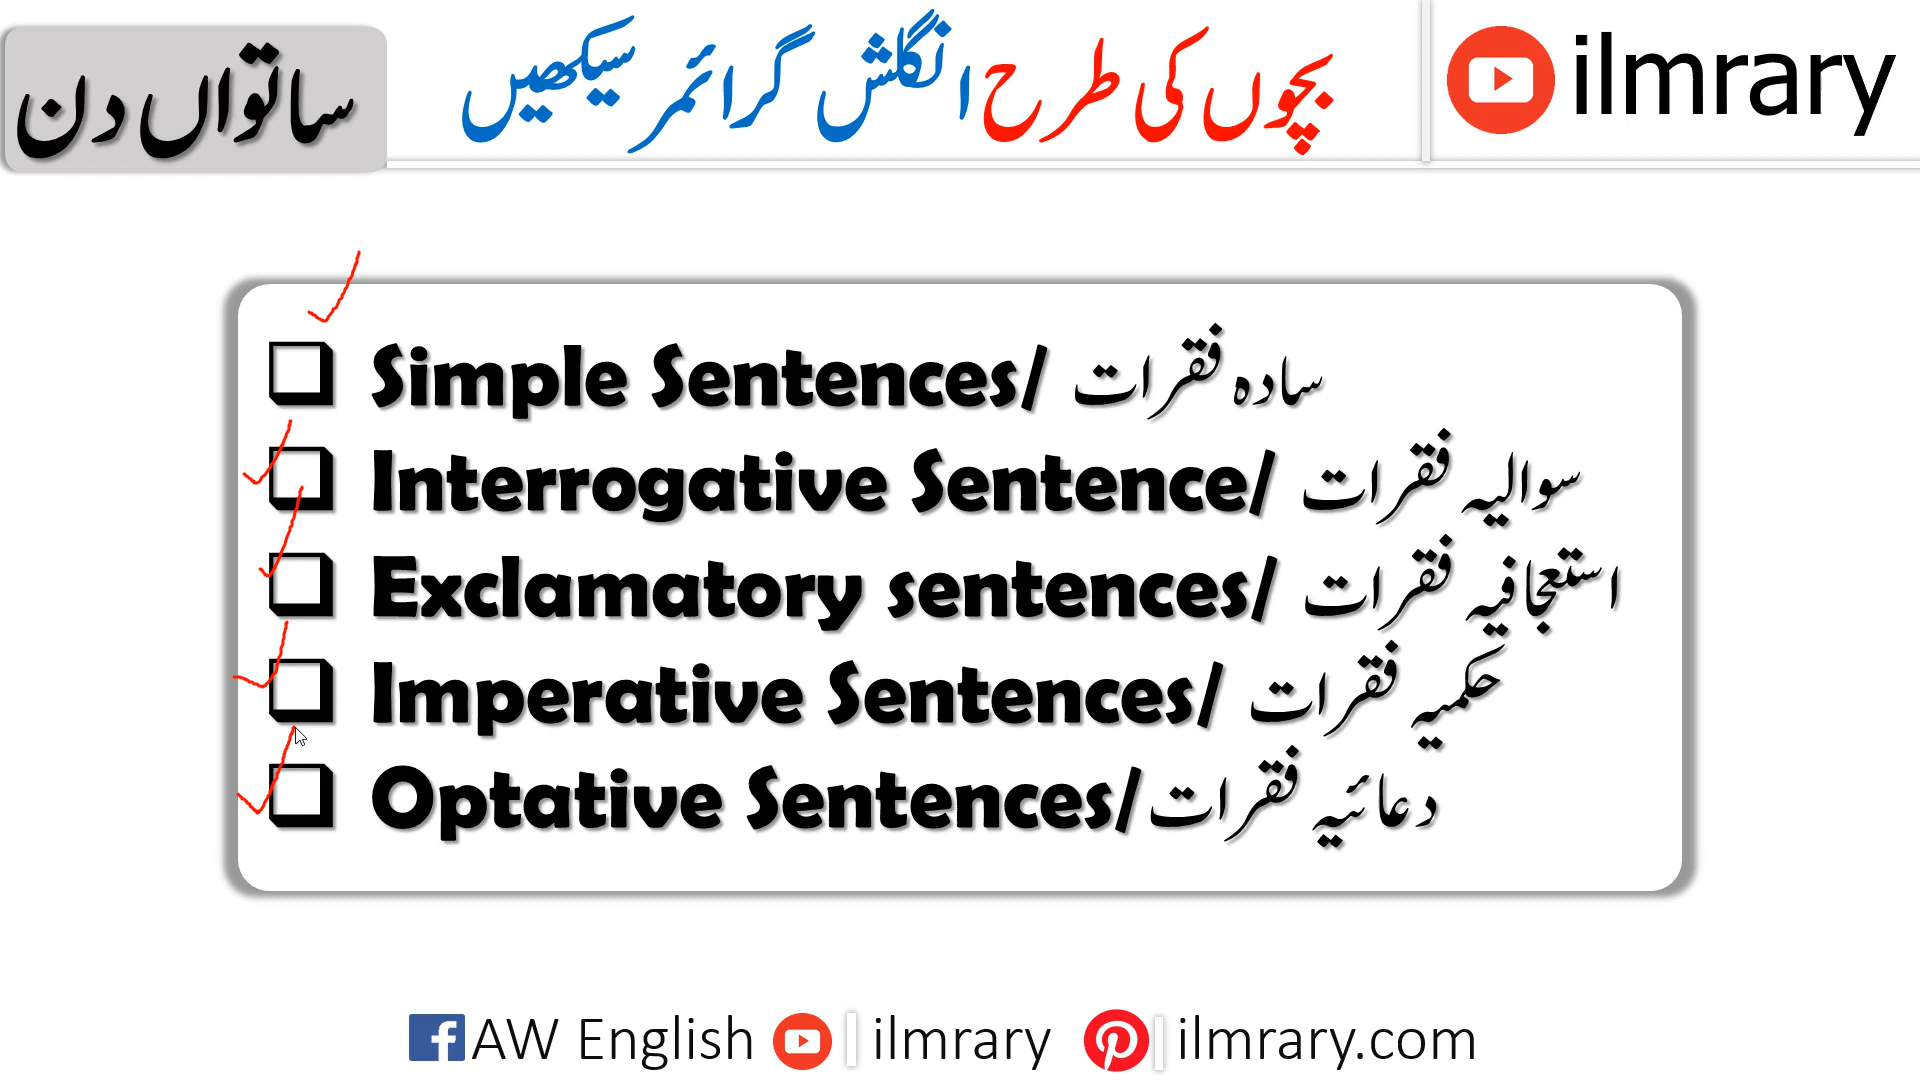 ساتواں دن
بچوں کی طرح انگلش گرائمر سیکھیں
ilmrary
Simple Sentences/ سادہ فقرات
Interrogative Sentence/ سوالیہ فقرات
Exclamatory sentences/ استعجافیہ فقرات
Imperative Sentences/ حکمیہ فقرات
Optative Sentences/ دعائیہ فقرات
AW English | ilmrary | ilmrary.com